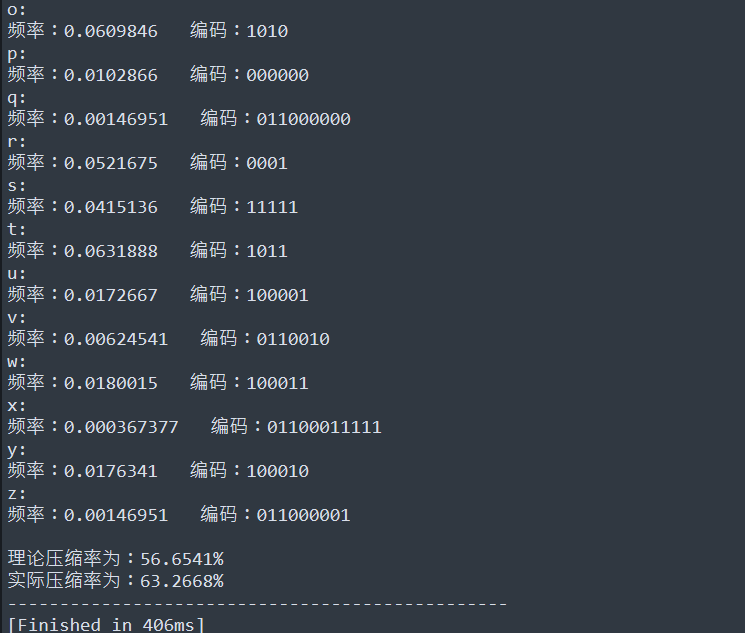 o:
频率：0.0609846   编码：1010
p:
频率：0.0102866   编码：000000
q:
频率：0.00146951   编码：011000000
r:
频率：0.0521675   编码：0001
s:
频率：0.0415136   编码：11111
t:
频率：0.0631888   编码：1011
u:
频率：0.0172667   编码：100001
v:
频率：0.00624541   编码：0110010
w:
频率：0.0180015   编码：100011
x:
频率：0.000367377   编码：01100011111
y:
频率：0.0176341   编码：100010
z:
频率：0.00146951   编码：011000001
理论压缩率为：56.6541%
实际压缩率为：63.2668%
------------------------------------------------
[Finished in 406ms]